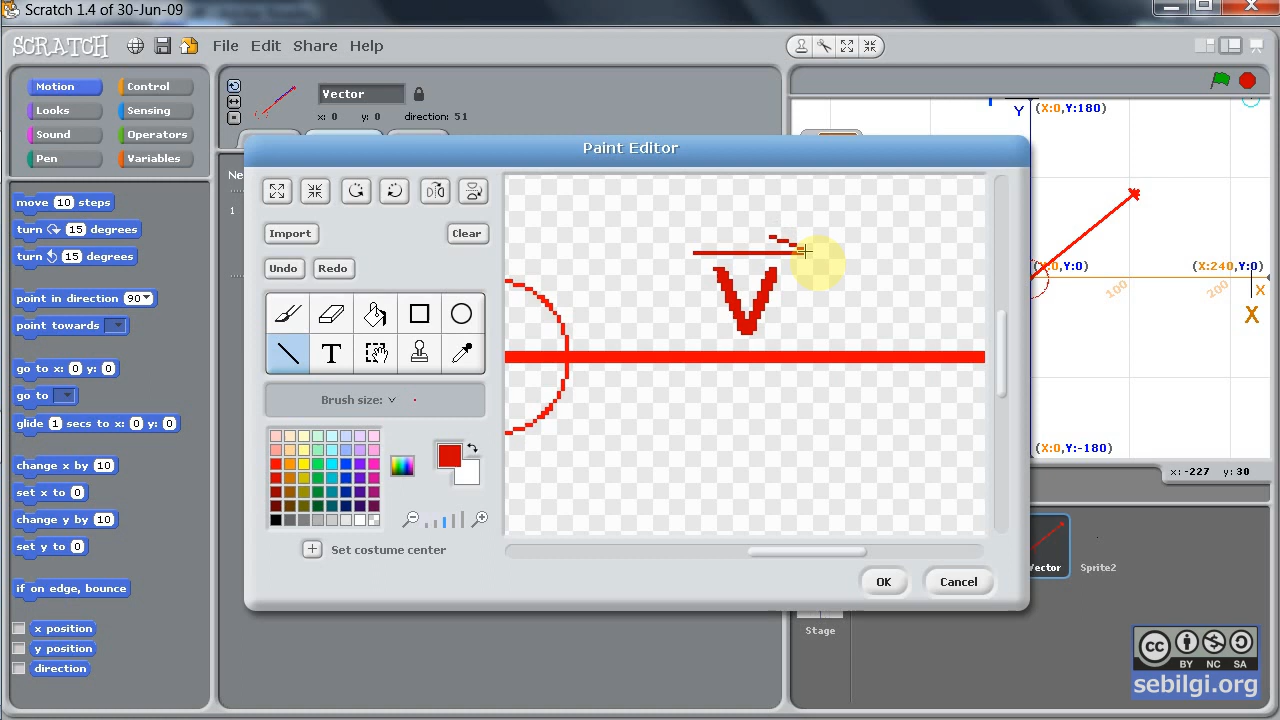 Scratch 1.4 of 30-Jun-09
SCRATCH
File Edit Share Help
Motion Control
Looks Sensing
Sound Operators
Pen Variables
Vector
x: 0 y: 0 direction: 51
move 10 steps
turn 15 degrees
turn 15 degrees
point in direction 90
point towards
go to x: 0 y: 0
go to
glide 1 secs to x: 0 y: 0
change x by 10
set x to 0
change y by 10
set y to 0
if on edge, bounce
x position
y position
direction
Ne
1
Paint Editor
Import Clear
Undo Redo
T
Brush size:
Set costume center
V
OK Cancel
Y (X:0,Y:180)
:0,Y:0) (X:240,Y:0)
100 200 X
X
(X:0,Y:-180)
x: -227 y: 30
Vector Sprite2
Stage
cc
BY NC SA
sebilgi.org